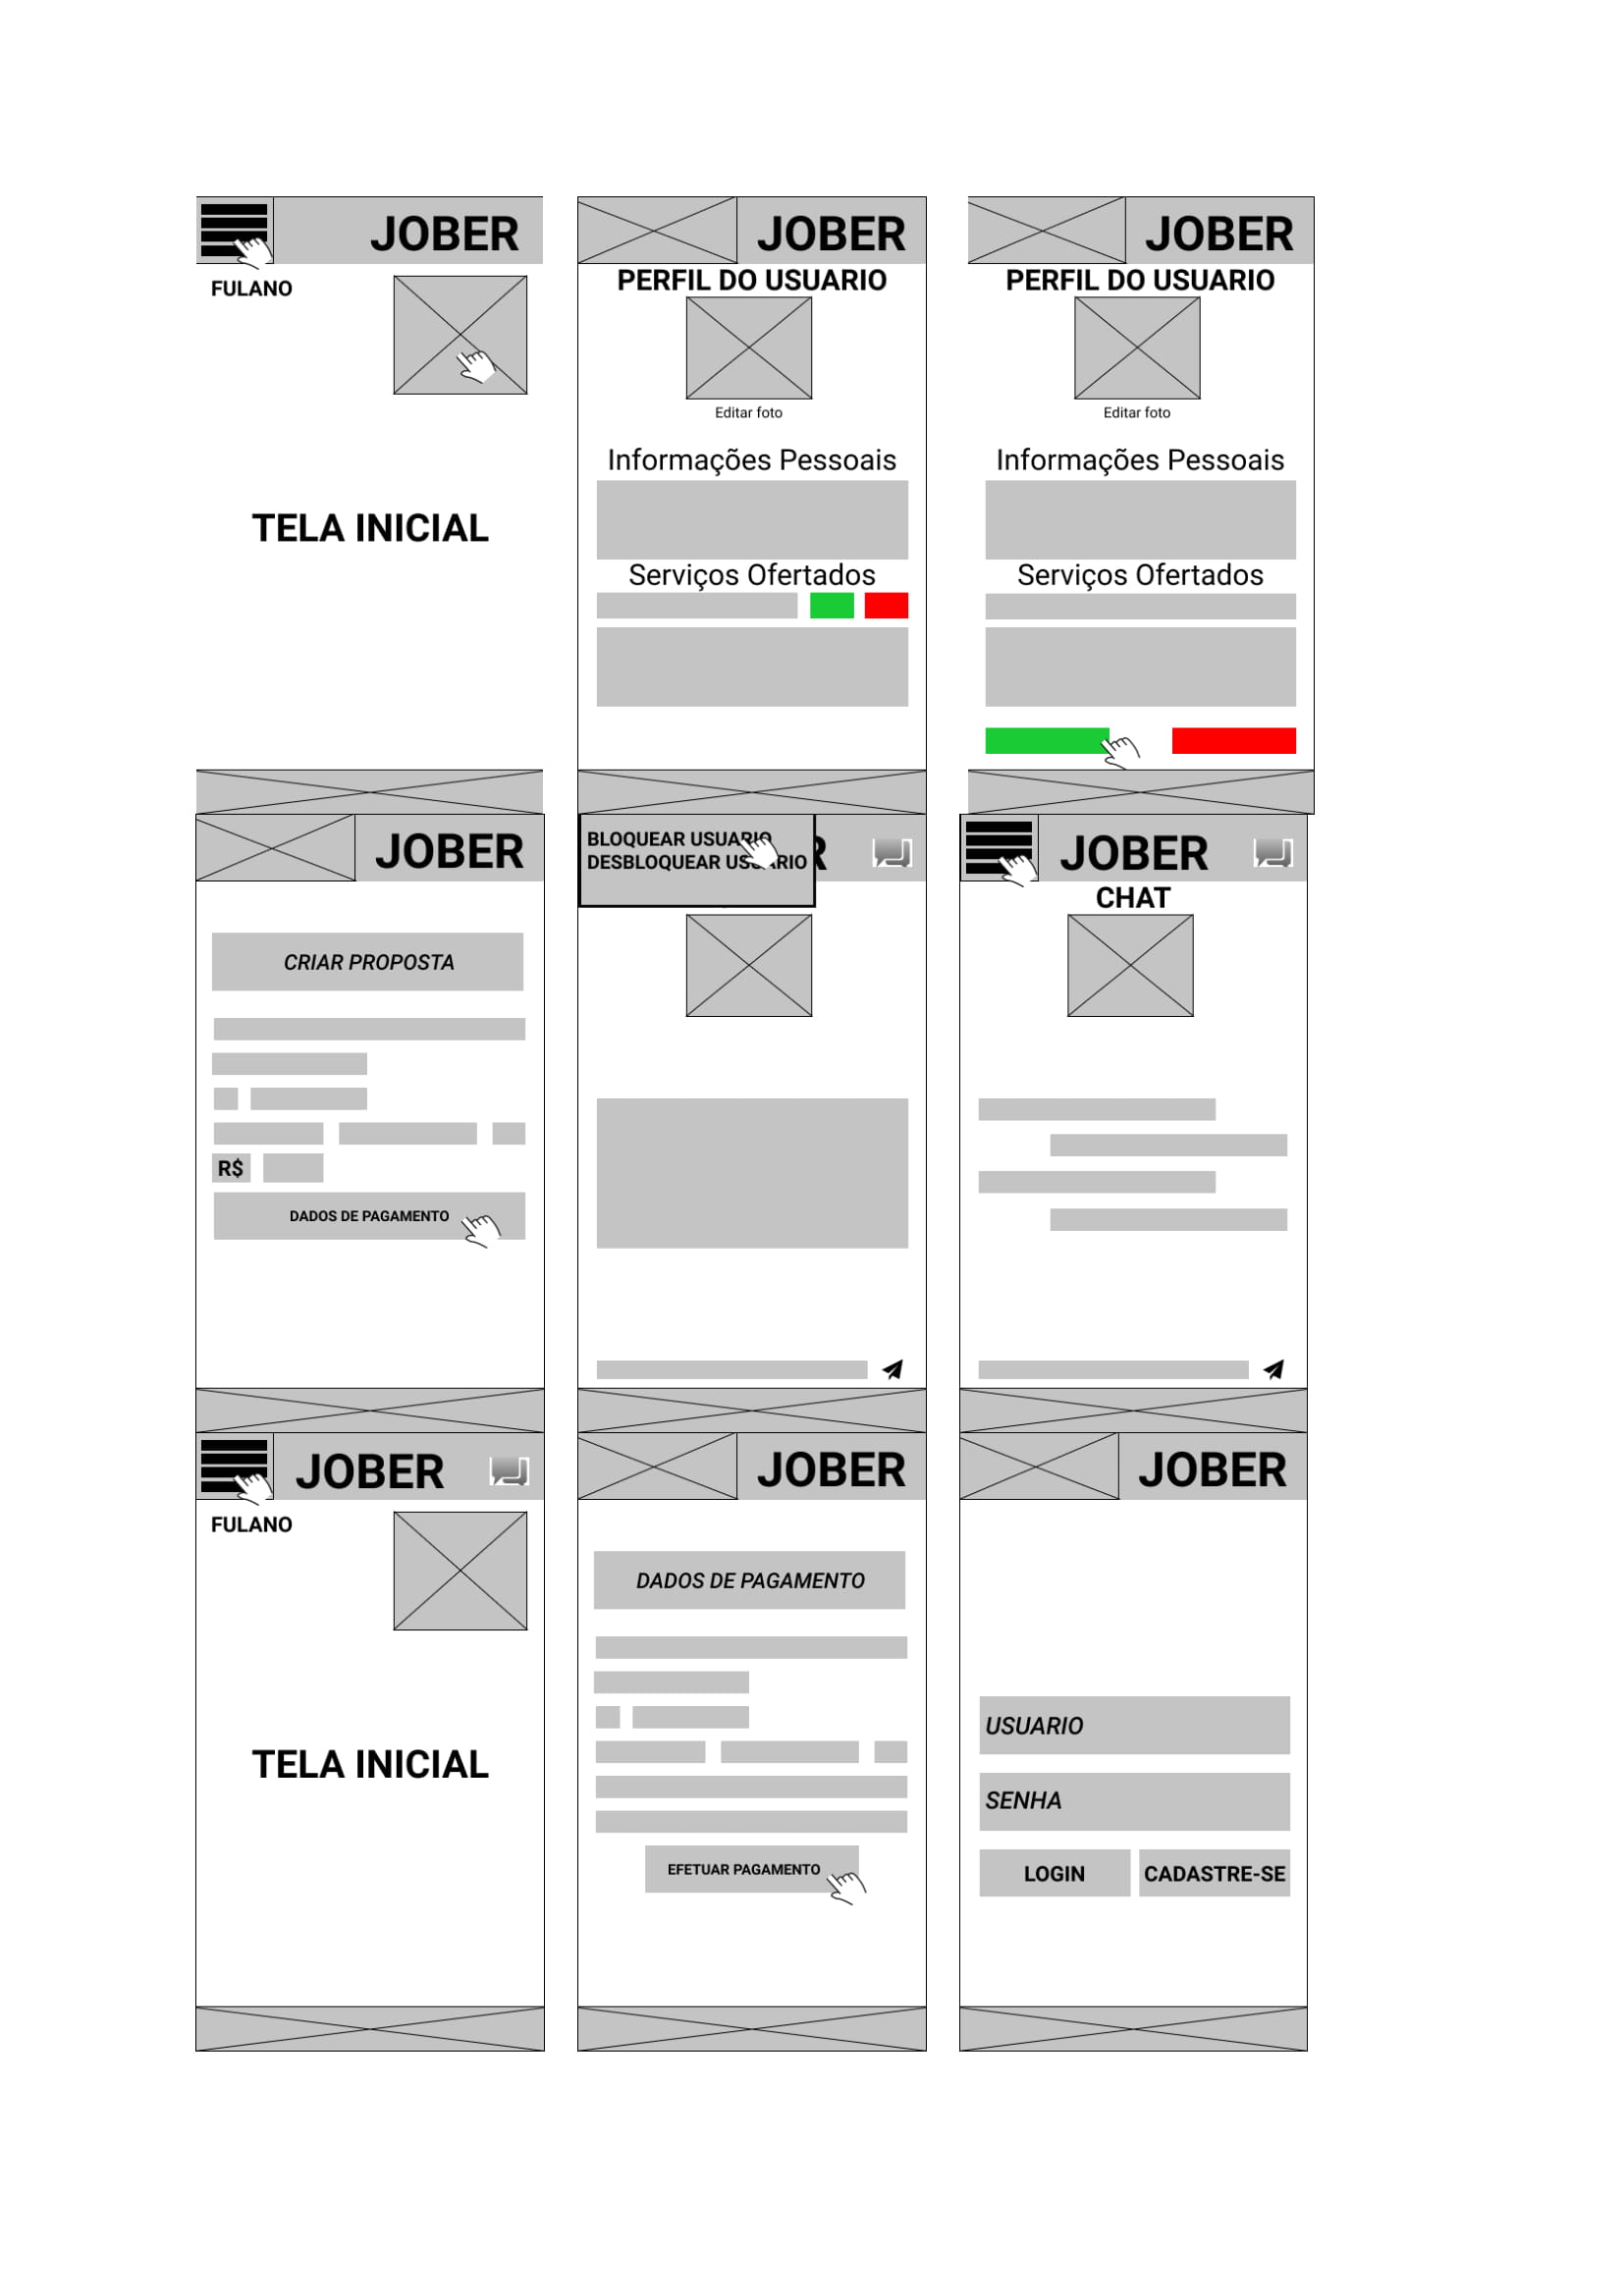 JOBER
FULANO
TELA INICIAL
JOBER
PERFIL DO USUARIO
Editar foto
Informações Pessoais
Serviços Ofertados
JOBER
PERFIL DO USUARIO
Editar foto
Informações Pessoais
Serviços Ofertados
JOBER
CRIAR PROPOSTA
R$
DADOS DE PAGAMENTO
BLOQUEAR USUARIO
DESBLOQUEAR USUARIO
R
JOBER
CHAT
JOBER
FULANO
TELA INICIAL
JOBER
DADOS DE PAGAMENTO
EFETUAR PAGAMENTO
JOBER
USUARIO
SENHA
LOGIN
CADASTRE-SE